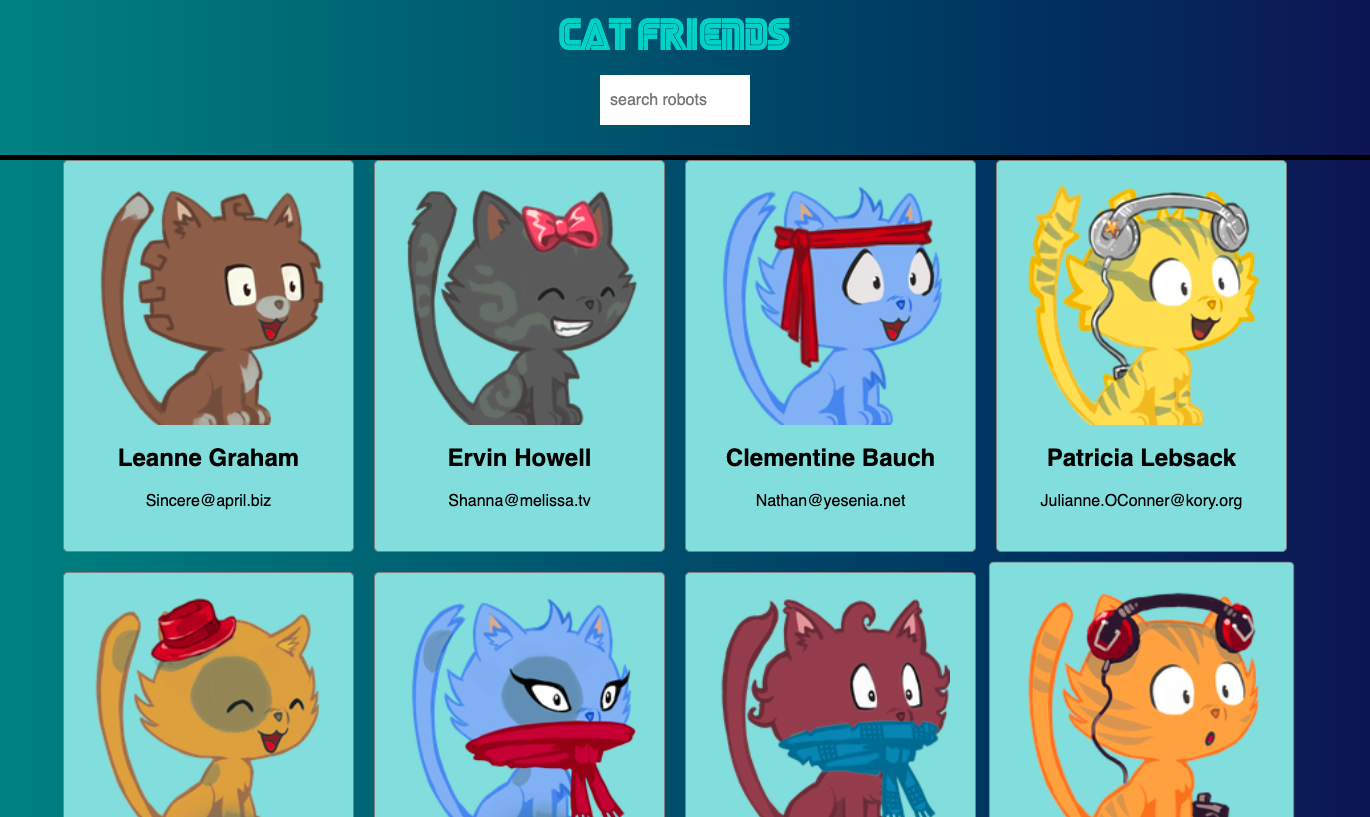 CAT FRIENDS
search robots
Leanne Graham
Ervin Howell
Clementine Bauch
Patricia Lebsack
Sincere@april.biz
Shanna@melissa.tv
Nathan@yesenia.net
Julianne.OConner@kory.org